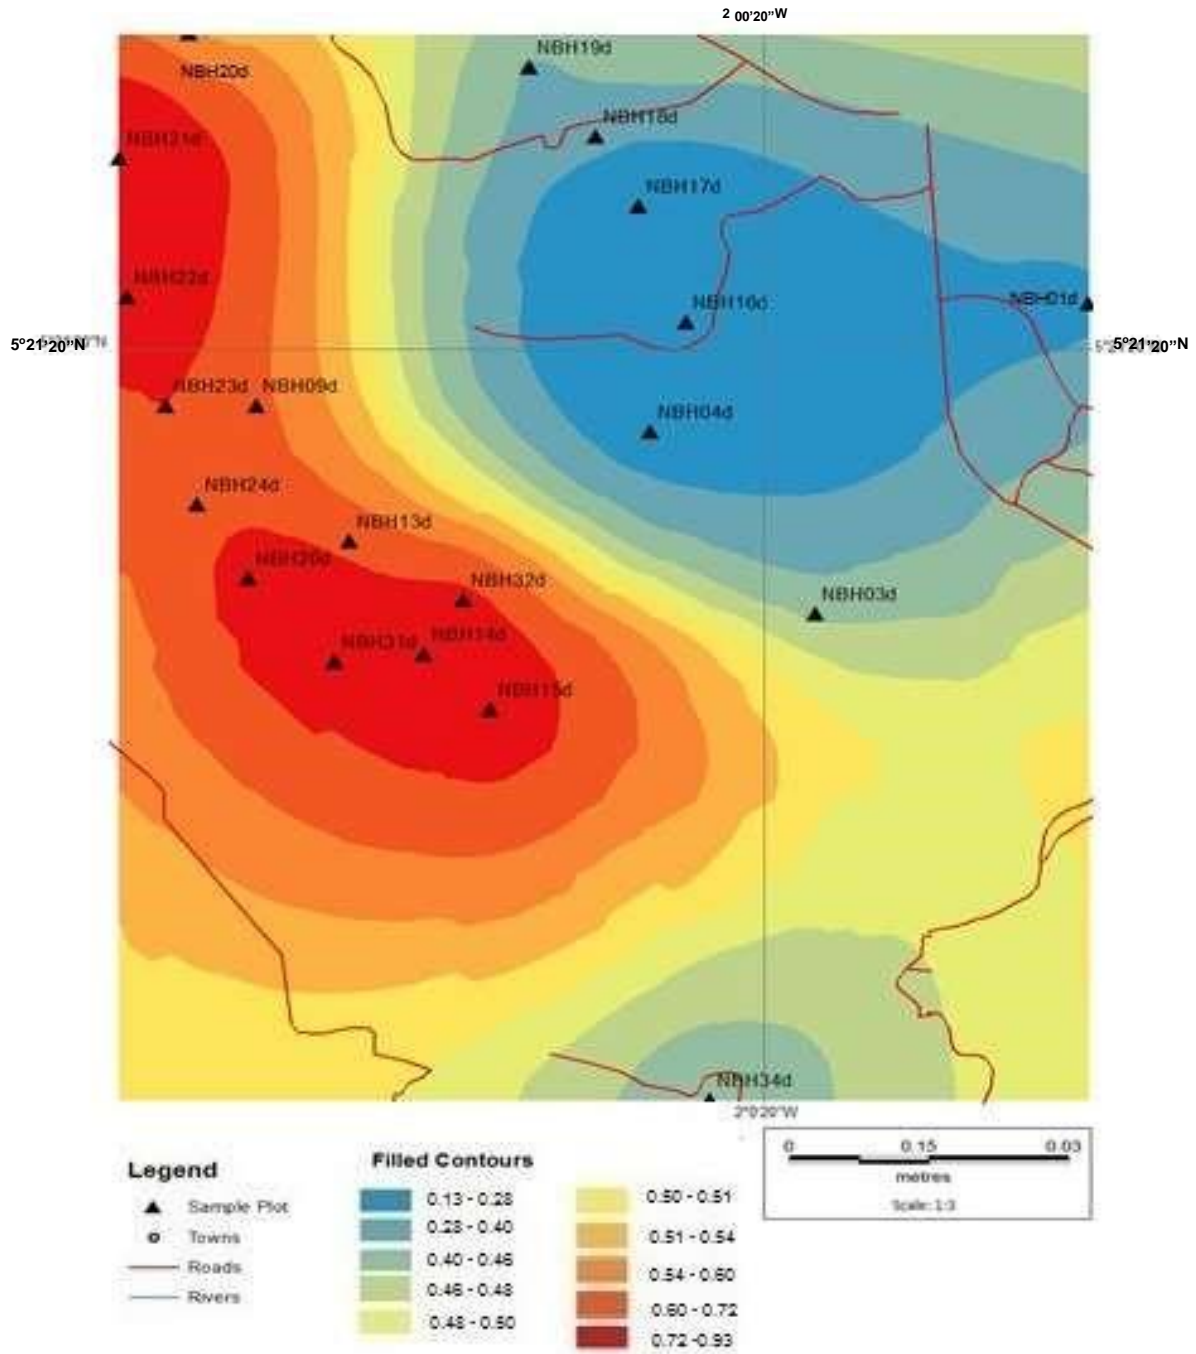 2 00'20"W
NBH19d
NBH20d
NBH18d
NBH21d
NBH17d
NBH22d
NBH16d
NBH01d
5°21'20"N
5°21'20"N
NBH23d
NBH09d
NBH04d
NBH24d
NBH13d
NBH32d
NBH03d
NBH14d
NBH31d
NBH15d
NBH34d
2°0'20"W
Legend
Sample Plot
Towns
Roads
Rivers
Filled Contours
0.13 - 0.28
0.28 - 0.40
0.40 - 0.46
0.46 - 0.48
0.48 - 0.50
0.50 - 0.51
0.51 - 0.54
0.54 - 0.60
0.60 - 0.72
0.72 -0.93
0 0.15 0.03
metres
Scale: 1:3